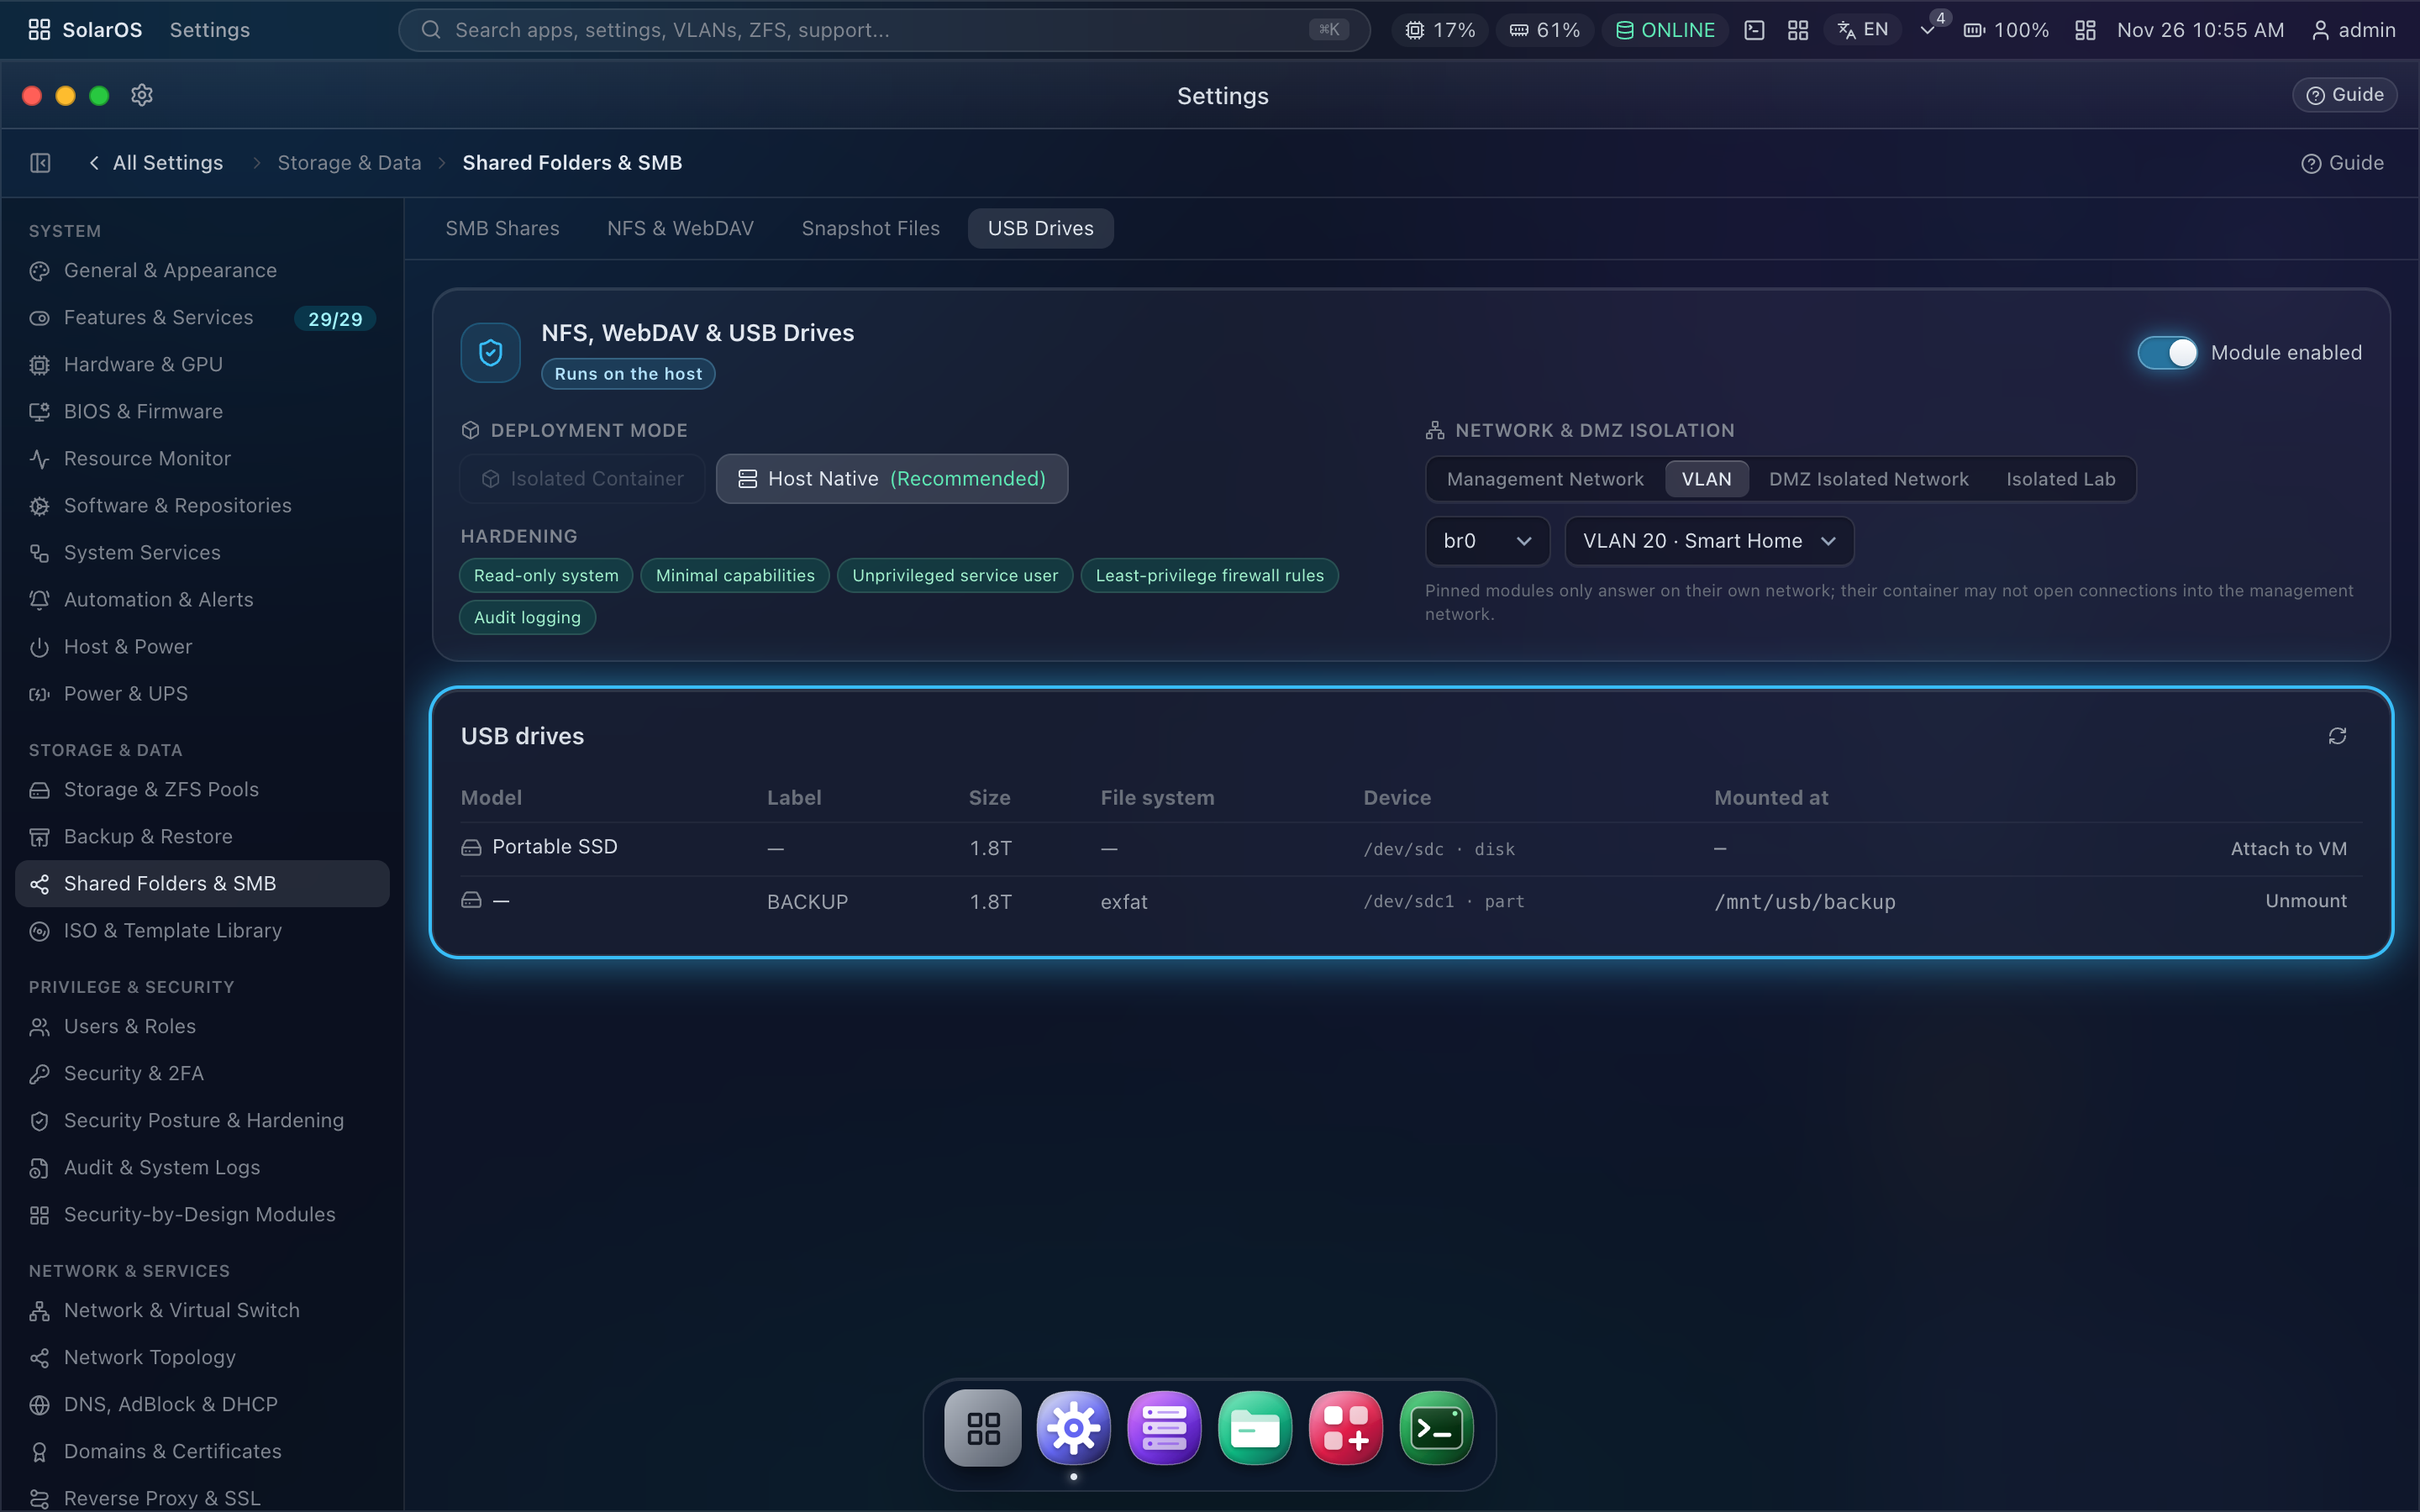 SolarOS Settings Search apps, settings, VLANs, ZFS, support... ⌘K 17% 61% ONLINE EN 4 100% Nov 26 10:55 AM admin
Settings Guide
All Settings Storage & Data Shared Folders & SMB Guide
SYSTEM
General & Appearance
Features & Services 29/29
Hardware & GPU
BIOS & Firmware
Resource Monitor
Software & Repositories
System Services
Automation & Alerts
Host & Power
Power & UPS
STORAGE & DATA
Storage & ZFS Pools
Backup & Restore
Shared Folders & SMB
ISO & Template Library
PRIVILEGE & SECURITY
Users & Roles
Security & 2FA
Security Posture & Hardening
Audit & System Logs
Security-by-Design Modules
NETWORK & SERVICES
Network & Virtual Switch
Network Topology
DNS, AdBlock & DHCP
Domains & Certificates
Reverse Proxy & SSL
SMB Shares NFS & WebDAV Snapshot Files USB Drives
NFS, WebDAV & USB Drives
Runs on the host
Module enabled
DEPLOYMENT MODE
Isolated Container Host Native (Recommended)
HARDENING
Read-only system Minimal capabilities Unprivileged service user Least-privilege firewall rules
Audit logging
NETWORK & DMZ ISOLATION
Management Network VLAN DMZ Isolated Network Isolated Lab
br0 VLAN 20 · Smart Home
Pinned modules only answer on their own network; their container may not open connections into the management
network.
USB drives
Model Label Size File system Device Mounted at
Portable SSD — 1.8T — /dev/sdc · disk — Attach to VM
— BACKUP 1.8T exfat /dev/sdc1 · part /mnt/usb/backup Unmount